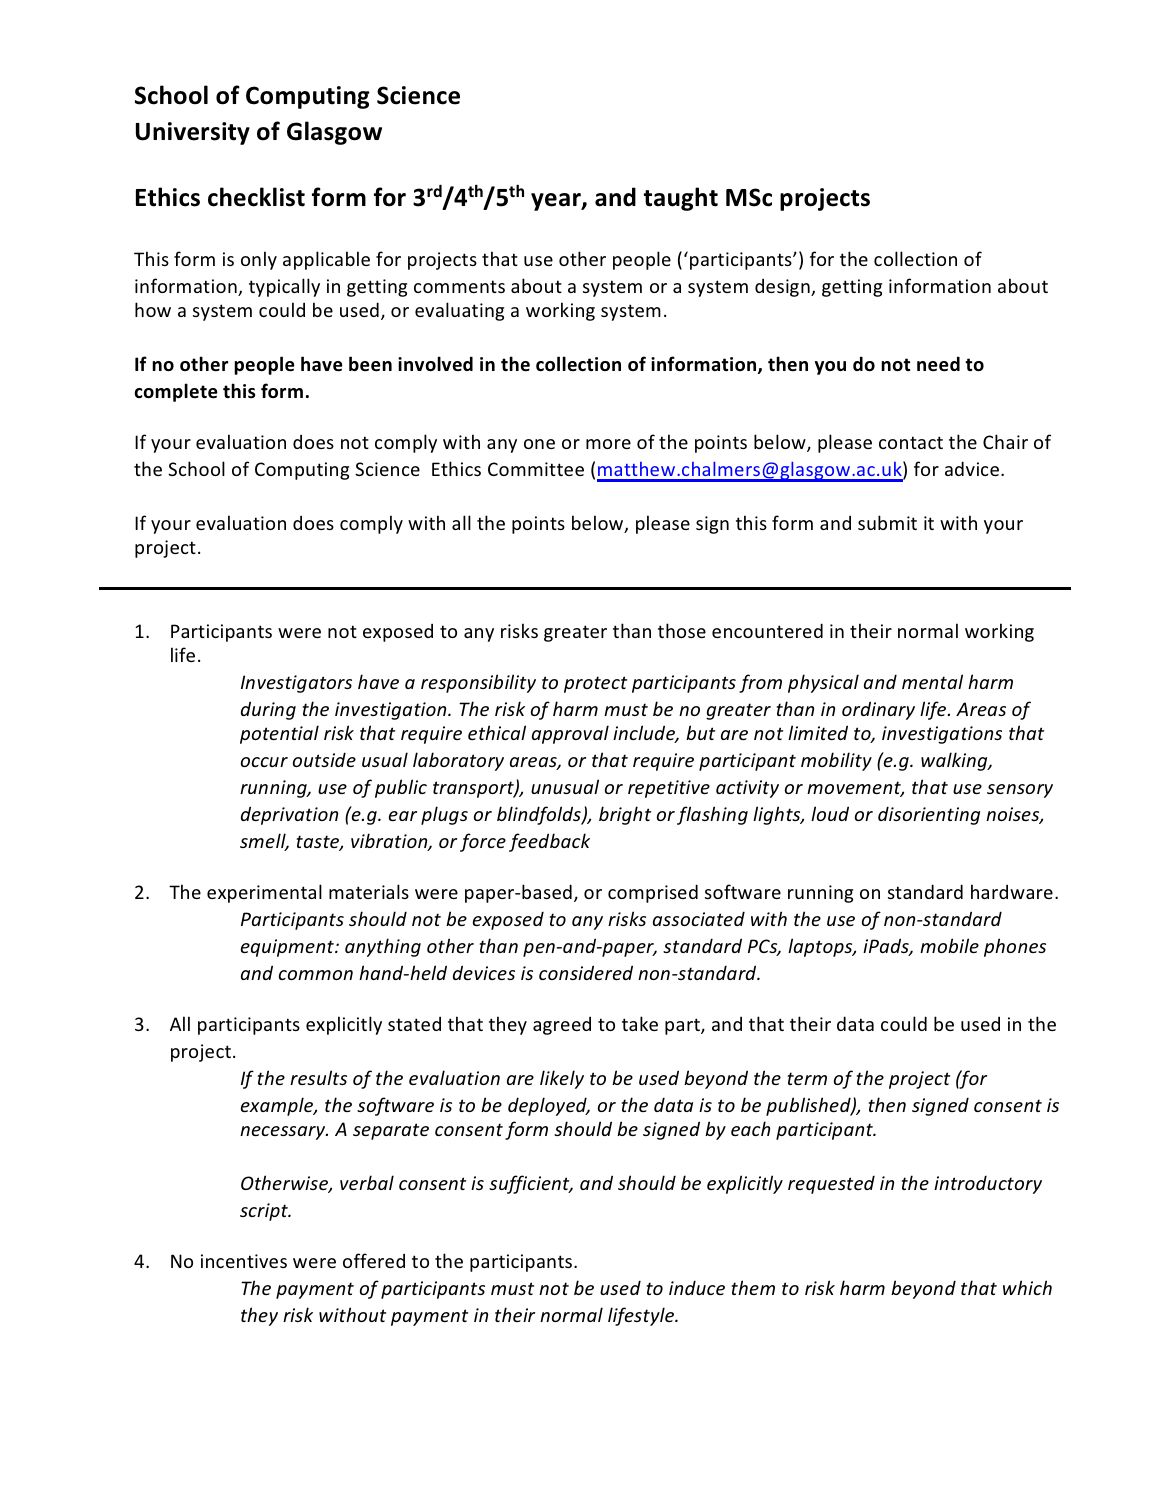 School of Computing Science
University of Glasgow
Ethics checklist form for 3rd/4th/5th year, and taught MSc projects
This form is only applicable for projects that use other people (‘participants’) for the collection of
information, typically in getting comments about a system or a system design, getting information about
how a system could be used, or evaluating a working system.
If no other people have been involved in the collection of information, then you do not need to
complete this form.
If your evaluation does not comply with any one or more of the points below, please contact the Chair of
the School of Computing Science  Ethics Committee (matthew.chalmers@glasgow.ac.uk) for advice.
If your evaluation does comply with all the points below, please sign this form and submit it with your
project.
1. Participants were not exposed to any risks greater than those encountered in their normal working
life.
Investigators have a responsibility to protect participants from physical and mental harm
during the investigation. The risk of harm must be no greater than in ordinary life. Areas of
potential risk that require ethical approval include, but are not limited to, investigations that
occur outside usual laboratory areas, or that require participant mobility (e.g. walking,
running, use of public transport), unusual or repetitive activity or movement, that use sensory
deprivation (e.g. ear plugs or blindfolds), bright or flashing lights, loud or disorienting noises,
smell, taste, vibration, or force feedback
2. The experimental materials were paper-based, or comprised software running on standard hardware.
Participants should not be exposed to any risks associated with the use of non-standard
equipment: anything other than pen-and-paper, standard PCs, laptops, iPads, mobile phones
and common hand-held devices is considered non-standard.
3. All participants explicitly stated that they agreed to take part, and that their data could be used in the
project.
If the results of the evaluation are likely to be used beyond the term of the project (for
example, the software is to be deployed, or the data is to be published), then signed consent is
necessary. A separate consent form should be signed by each participant.
Otherwise, verbal consent is sufficient, and should be explicitly requested in the introductory
script.
4. No incentives were offered to the participants.
The payment of participants must not be used to induce them to risk harm beyond that which
they risk without payment in their normal lifestyle.